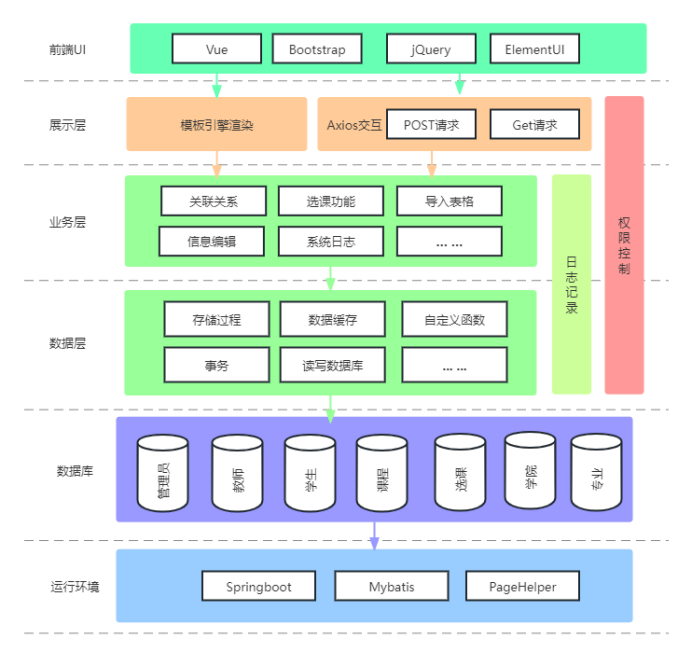 前端UI
Vue
Bootstrap
jQuery
ElementUI
展示层
模板引擎渲染
Axios交互
POST请求
Get请求
业务层
关联关系
选课功能
导入表格
信息编辑
系统日志
... ...
数据层
存储过程
数据缓存
自定义函数
事务
读写数据库
... ...
日志记录
权限控制
数据库
管理员
教师
学生
课程
选课
学院
专业
运行环境
Springboot
Mybatis
PageHelper